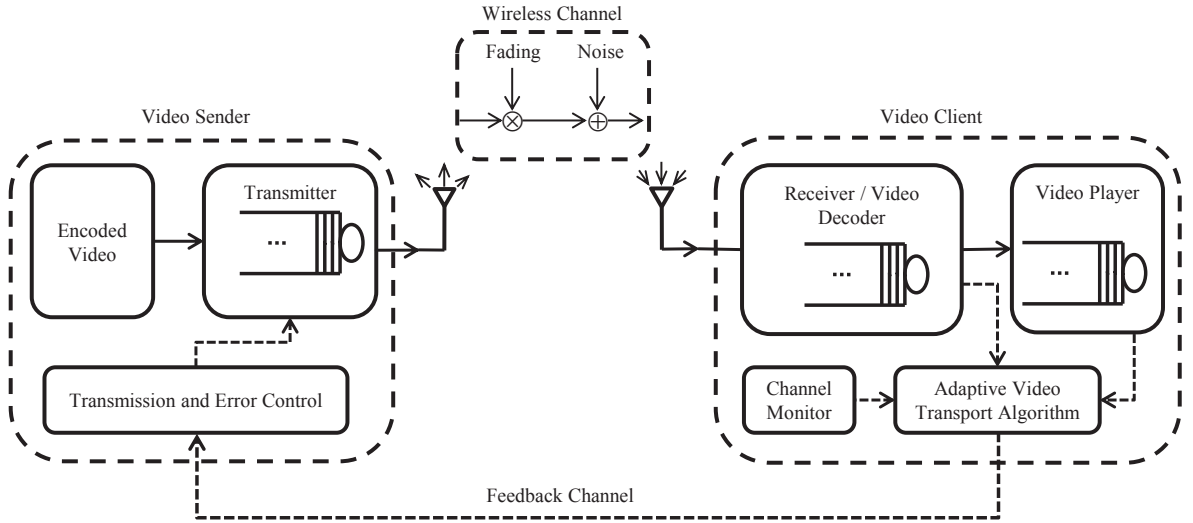 Wireless Channel
Fading
Noise
Video Sender
Video Client
Encoded
Video
Transmitter
...
Receiver / Video
Decoder
...
Video Player
...
Transmission and Error Control
Channel
Monitor
Adaptive Video
Transport Algorithm
Feedback Channel